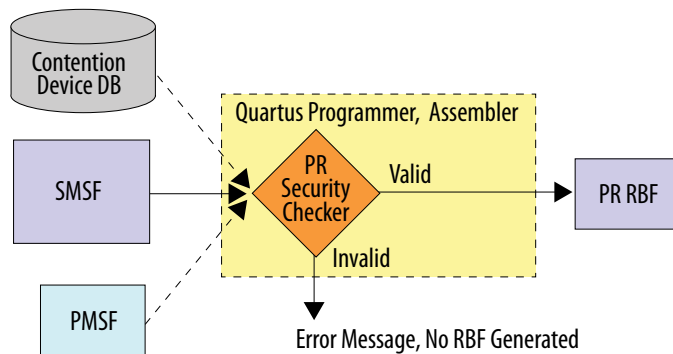 Contention
Device DB
Quartus Programmer, Assembler
SMSF
PR
Security
Checker
Valid
PR RBF
Invalid
PMSF
Error Message, No RBF Generated